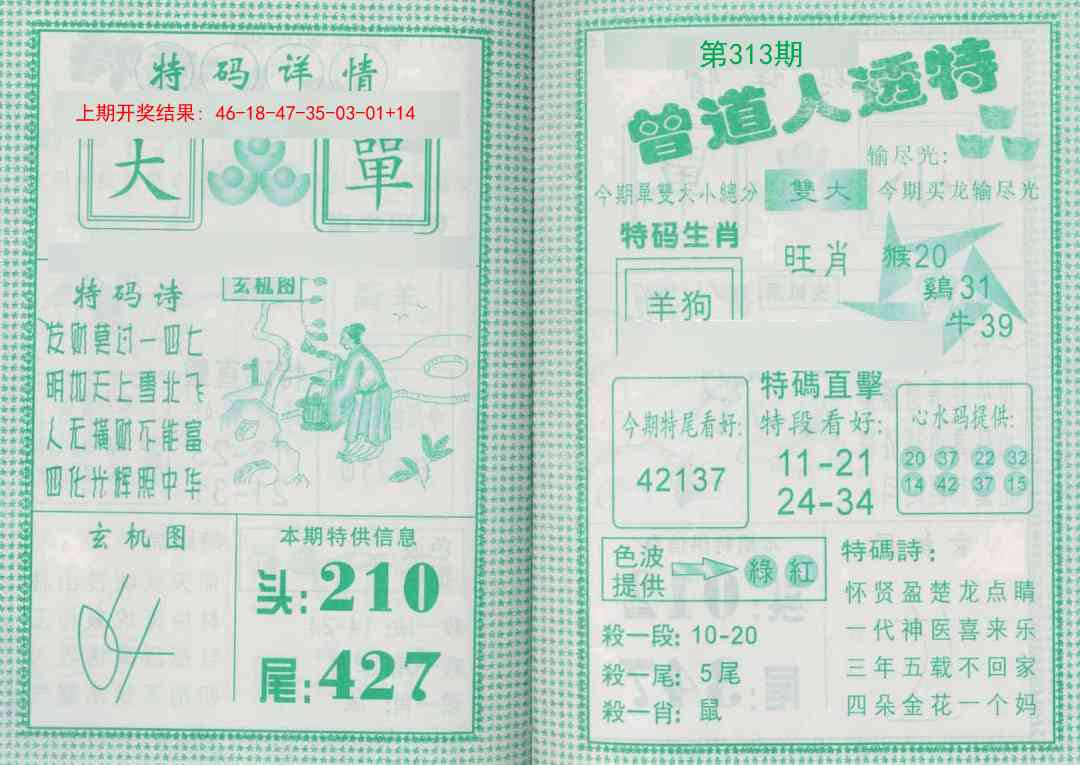 特码详情
上期开奖结果：46-18-47-35-03-01+14
大
單
特码诗
玄机图
发财莫过一四七
明加天上雪北飞
人无横财不能富
四化光辉照中华
1
玄机图
本期特供信息
头:210
尾:427
第313期
曾道人透特
输尽光:
今期單雙大小總分
雙大
今期买龙输尽光
特码生肖
羊狗
旺肖
猴20
鷄31
牛39
今期特尾看好:
42137
特碼直擊
特段看好:
11-21
24-34
心水码提供:
20 37 22 32
14 42 37 15
色波
提供
綠紅
殺一段: 10-20
殺一尾: 5尾
殺一肖: 鼠
特碼詩:
怀贤盈楚龙点睛
一代神医喜来乐
三年五载不回家
四朵金花一个妈